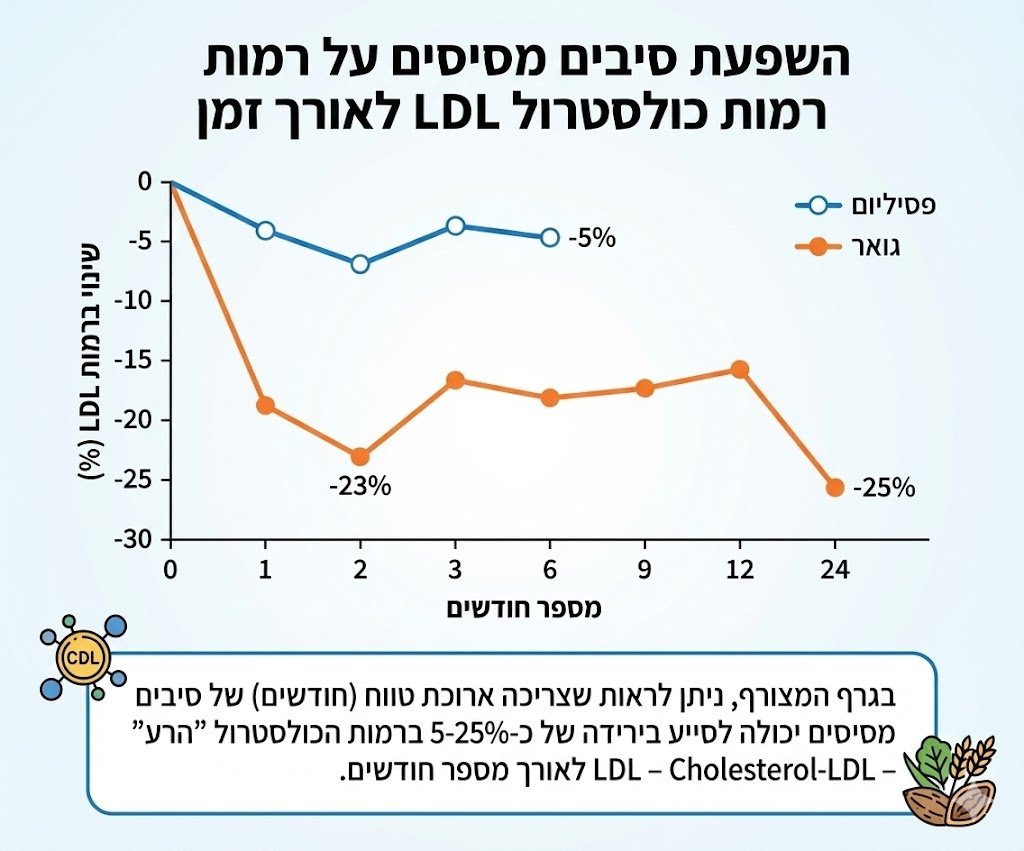 השפעת סיבים מסיסים על רמות
רמות כולסטרול LDL לאורך זמן
פסיליום
גואר
שינוי ברמות LDL (%)
0
-5
-10
-15
-20
-25
-30
-5%
-23%
-25%
0 1 2 3 6 9 12 24
מספר חודשים
CDL
בגרף המצורף, ניתן לראות שצריכה ארוכת טווח (חודשים) של סיבים
מסיסים יכולה לסייע בירידה של כ-5-25% ברמות הכולסטרול ”הרע”
– LDL – Cholesterol-LDL לאורך מספר חודשים.